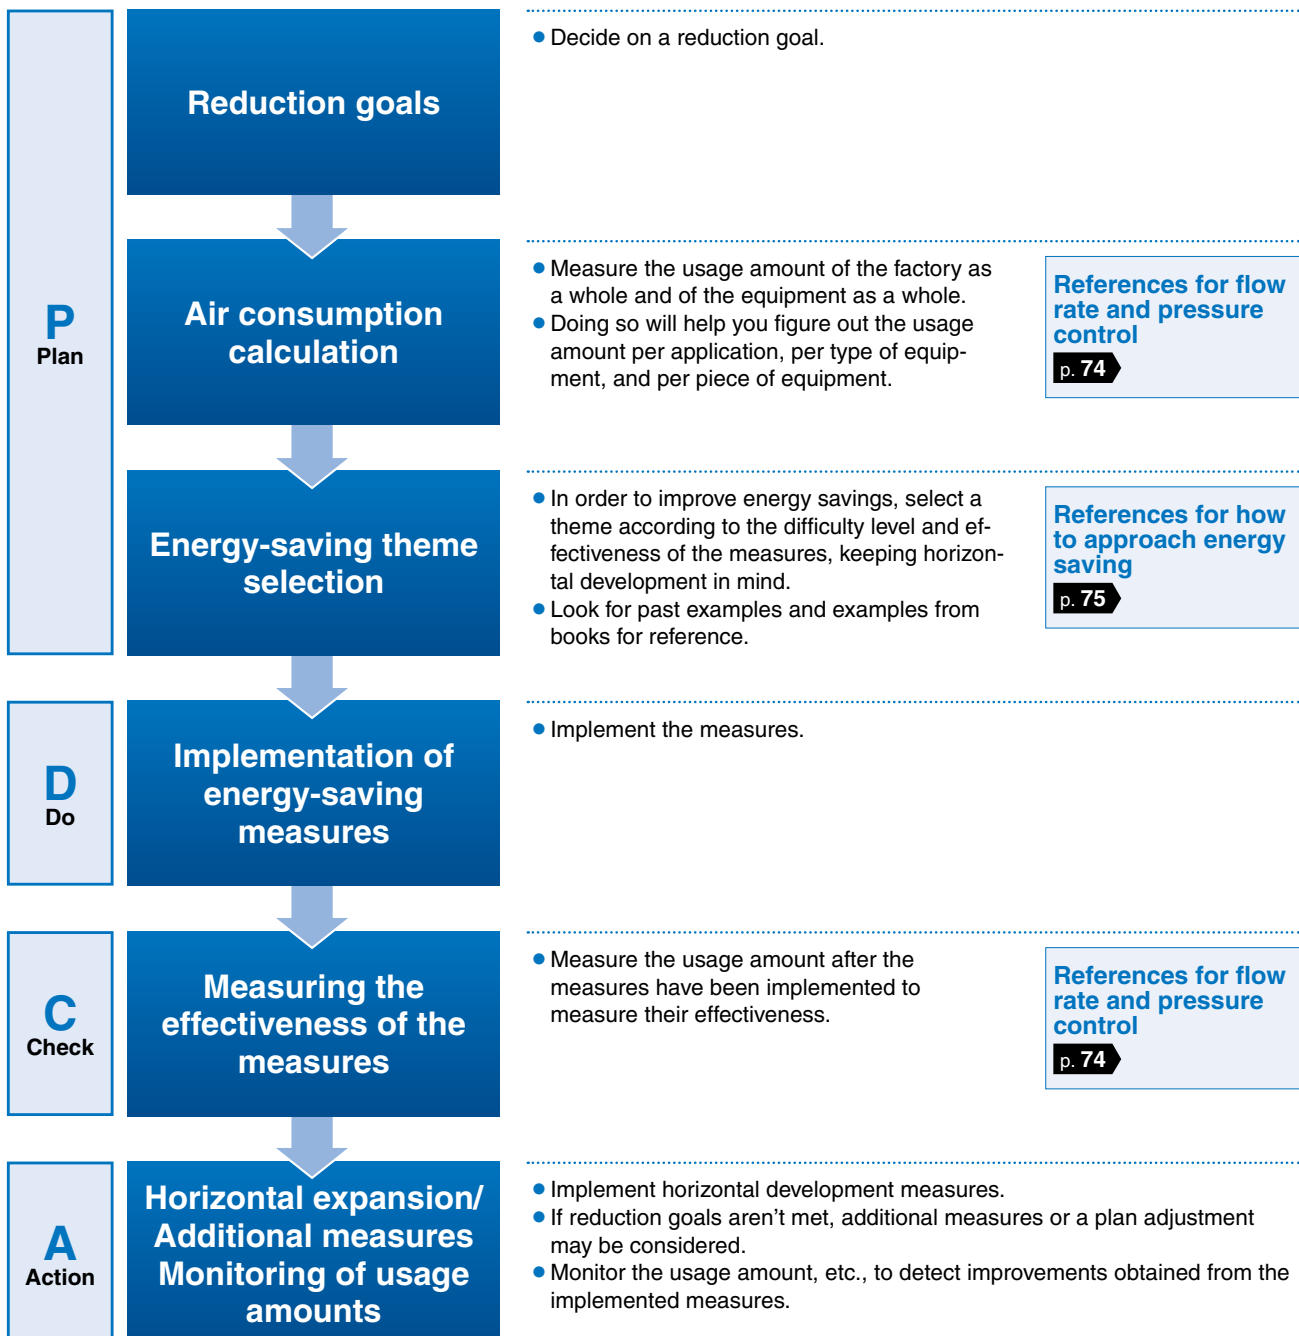 P
Plan
Reduction goals
● Decide on a reduction goal.
Air consumption
calculation
● Measure the usage amount of the factory as
a whole and of the equipment as a whole.
● Doing so will help you figure out the usage
amount per application, per type of equip-
ment, and per piece of equipment.
References for flow
rate and pressure
control
p. 74
Energy-saving theme
selection
● In order to improve energy savings, select a
theme according to the difficulty level and ef-
fectiveness of the measures, keeping horizon-
tal development in mind.
● Look for past examples and examples from
books for reference.
References for how
to approach energy
saving
p. 75
D
Do
Implementation of
energy-saving
measures
● Implement the measures.
C
Check
Measuring the
effectiveness of the
measures
● Measure the usage amount after the
measures have been implemented to
measure their effectiveness.
References for flow
rate and pressure
control
p. 74
A
Action
Horizontal expansion/
Additional measures
Monitoring of usage
amounts
● Implement horizontal development measures.
● If reduction goals aren't met, additional measures or a plan adjustment
may be considered.
● Monitor the usage amount, etc., to detect improvements obtained from the
implemented measures.